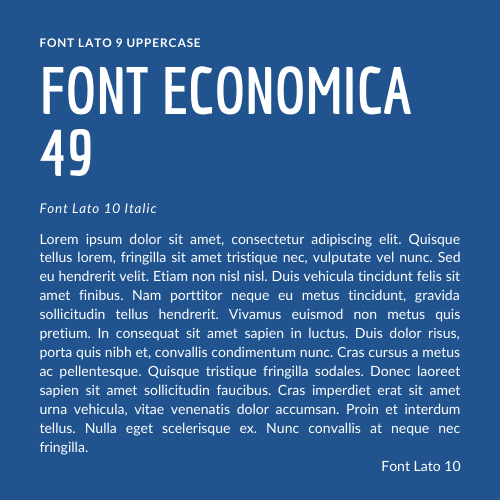 FONT LATO 9 UPPERCASE
FONT ECONOMICA
49
Font Lato 10 Italic
Lorem ipsum dolor sit amet, consectetur adipiscing elit. Quisque
tellus lorem, fringilla sit amet tristique nec, vulputate vel nunc. Sed
eu hendrerit velit. Etiam non nisl nisl. Duis vehicula tincidunt felis sit
amet finibus. Nam porttitor neque eu metus tincidunt, gravida
sollicitudin tellus hendrerit. Vivamus euismod non metus quis
pretium. In consequat sit amet sapien in luctus. Duis dolor risus,
porta quis nibh et, convallis condimentum nunc. Cras cursus a metus
ac pellentesque. Quisque tristique fringilla sodales. Donec laoreet
sapien sit amet sollicitudin faucibus. Cras imperdiet erat sit amet
urna vehicula, vitae venenatis dolor accumsan. Proin et interdum
tellus. Nulla eget scelerisque ex. Nunc convallis at neque nec
fringilla.
Font Lato 10